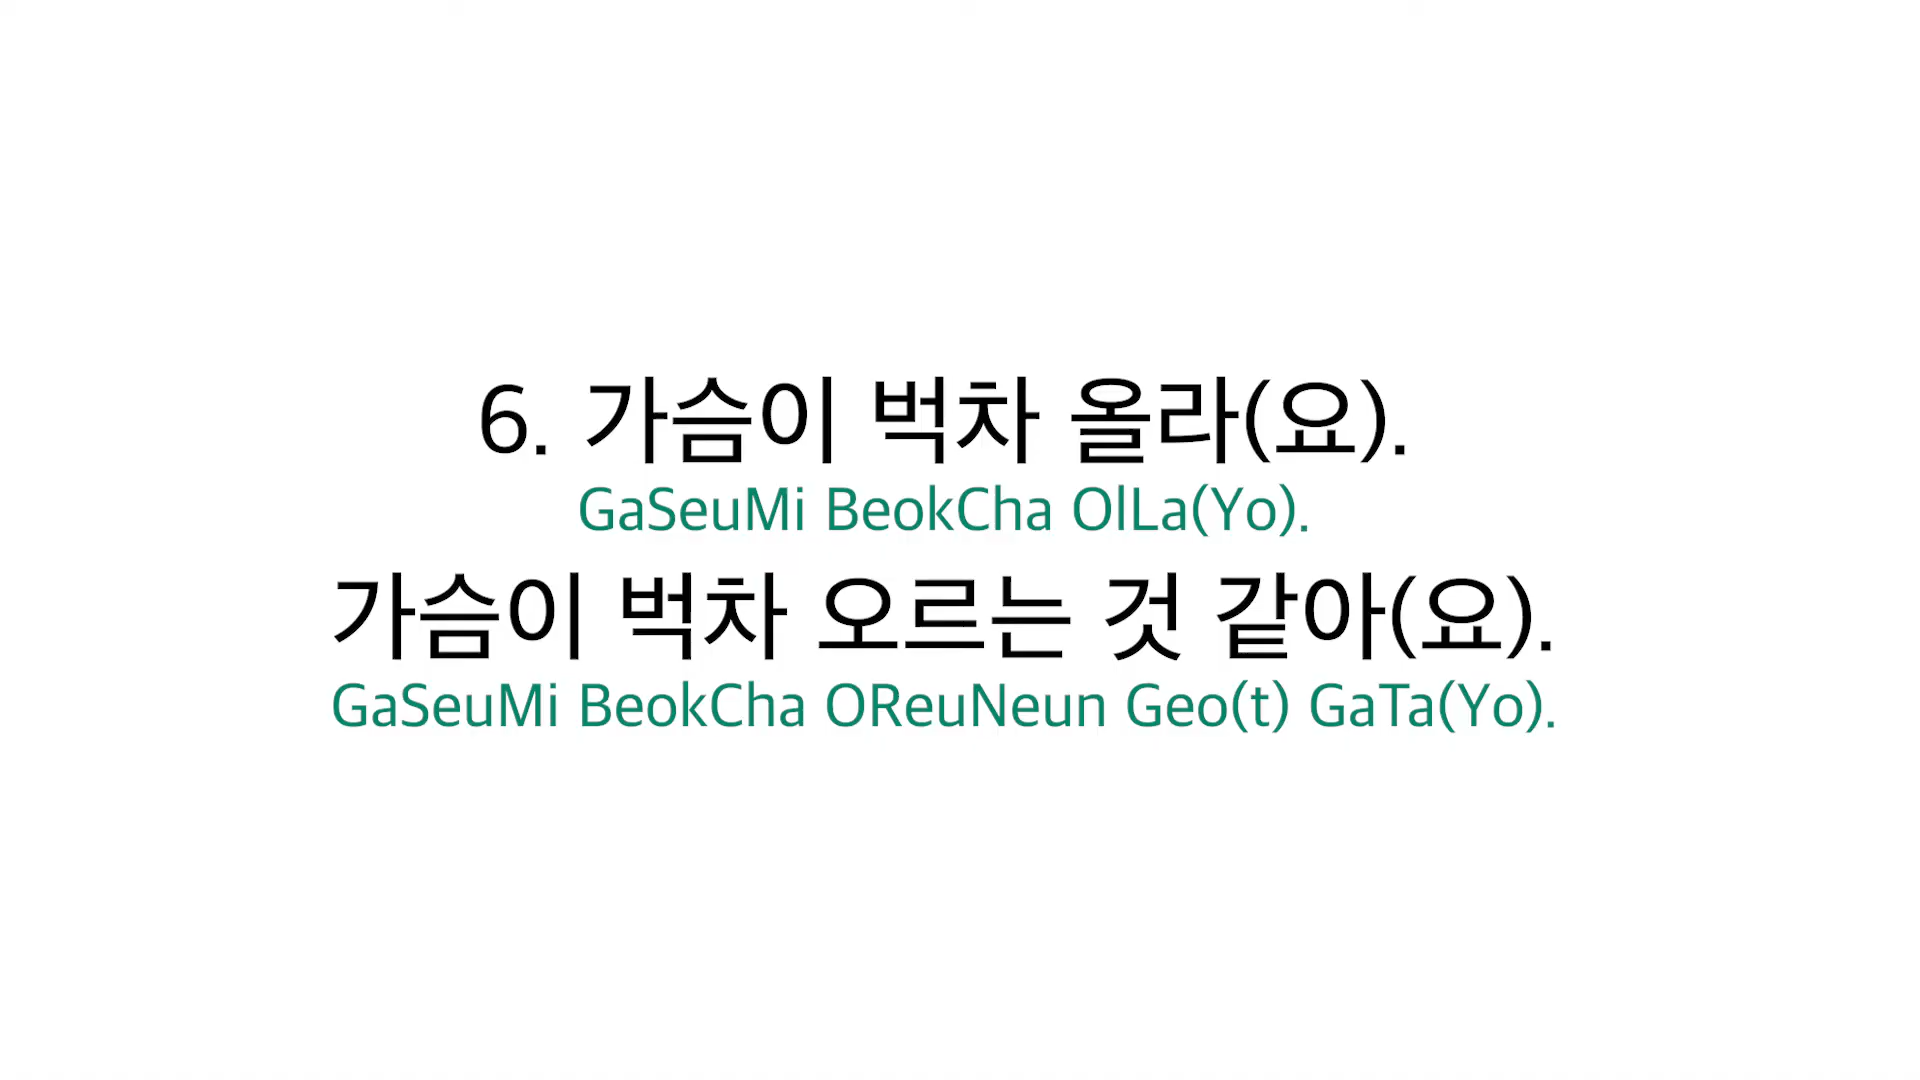 6. 가슴이 벅차 올라(요).
GaSeuMi BeokCha OlLa(Yo).
가슴이 벅차 오르는 것 같아(요).
GaSeuMi BeokCha OReuNeun Geo(t) GaTa(Yo).